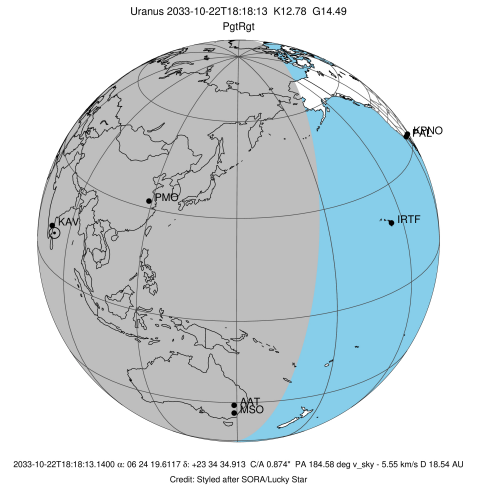 Uranus 2033-10-22T18:18:13 K12.78 G14.49
PgtRgt
KPNO
PMO
IRTF
KAV
AAT
MSO
2033-10-22T18:18:13.1400 α: 06 24 19.6117 δ: +23 34 34.913 C/A 0.874" PA 184.58 deg v_sky - 5.55 km/s D 18.54 AU
Credit: Styled after SORA/Lucky Star